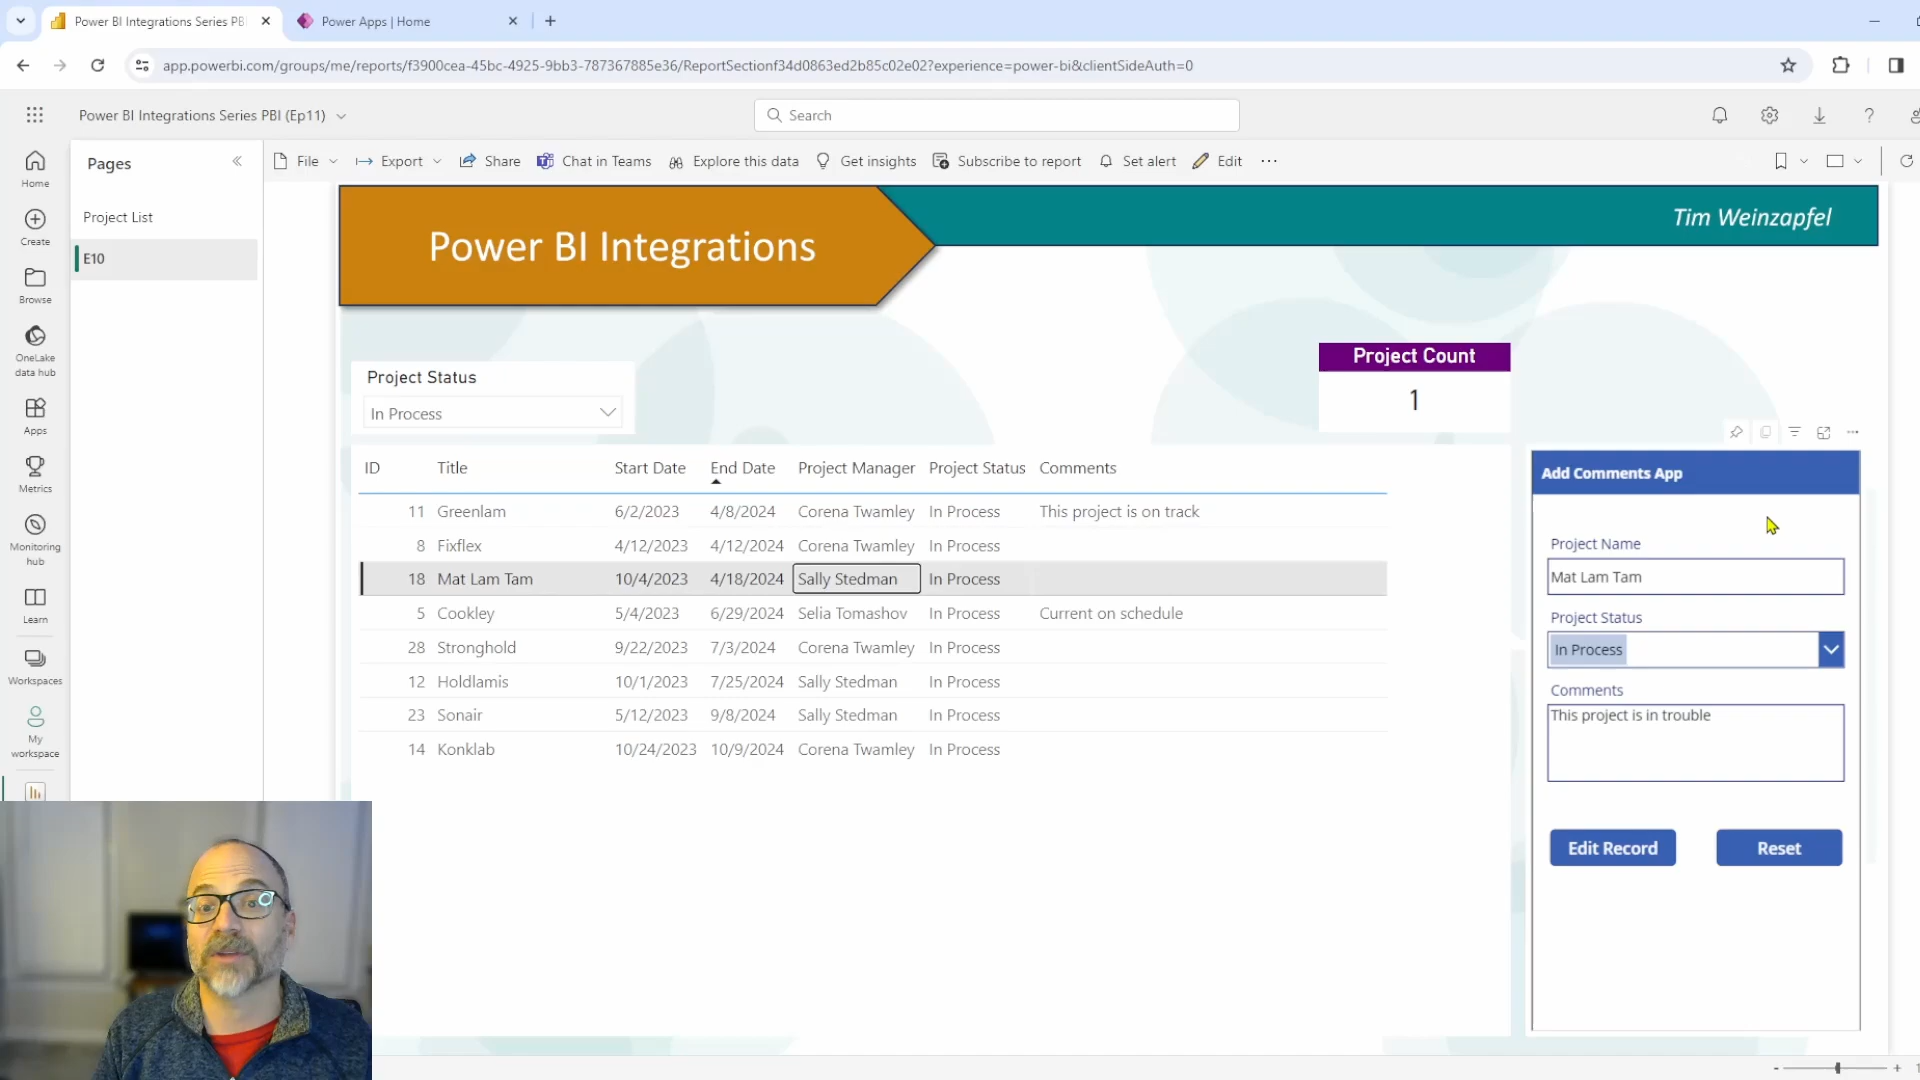 Power BI Integrations Series PBI
Power Apps | Home
app.powerbi.com/groups/me/reports/f3900cea-45bc-4925-9bb3-787367885e36/ReportSectionf34d0863ed2b85c02e02?experience=power-bi&clientSideAuth=0
Power BI Integrations Series PBI (Ep11)
Search
Home
Create
Browse
OneLake
data hub
Apps
Metrics
Monitoring
hub
Learn
Workspaces
My
workspace
Pages
Project List
E10
File
Export
Share
Chat in Teams
Explore this data
Get insights
Subscribe to report
Set alert
Edit
Power BI Integrations
Tim Weinzapfel
Project Status
In Process
Project Count
1
ID Title Start Date End Date Project Manager Project Status Comments
11 Greenlam 6/2/2023 4/8/2024 Corena Twamley In Process This project is on track
8 Fixflex 4/12/2023 4/12/2024 Corena Twamley In Process
18 Mat Lam Tam 10/4/2023 4/18/2024 Sally Stedman In Process
5 Cookley 5/4/2023 6/29/2024 Selia Tomashov In Process Current on schedule
28 Stronghold 9/22/2023 7/3/2024 Corena Twamley In Process
12 Holdlamis 10/1/2023 7/25/2024 Sally Stedman In Process
23 Sonair 5/12/2023 9/8/2024 Sally Stedman In Process
14 Konklab 10/24/2023 10/9/2024 Corena Twamley In Process
Add Comments App
Project Name
Mat Lam Tam
Project Status
In Process
Comments
This project is in trouble
Edit Record
Reset